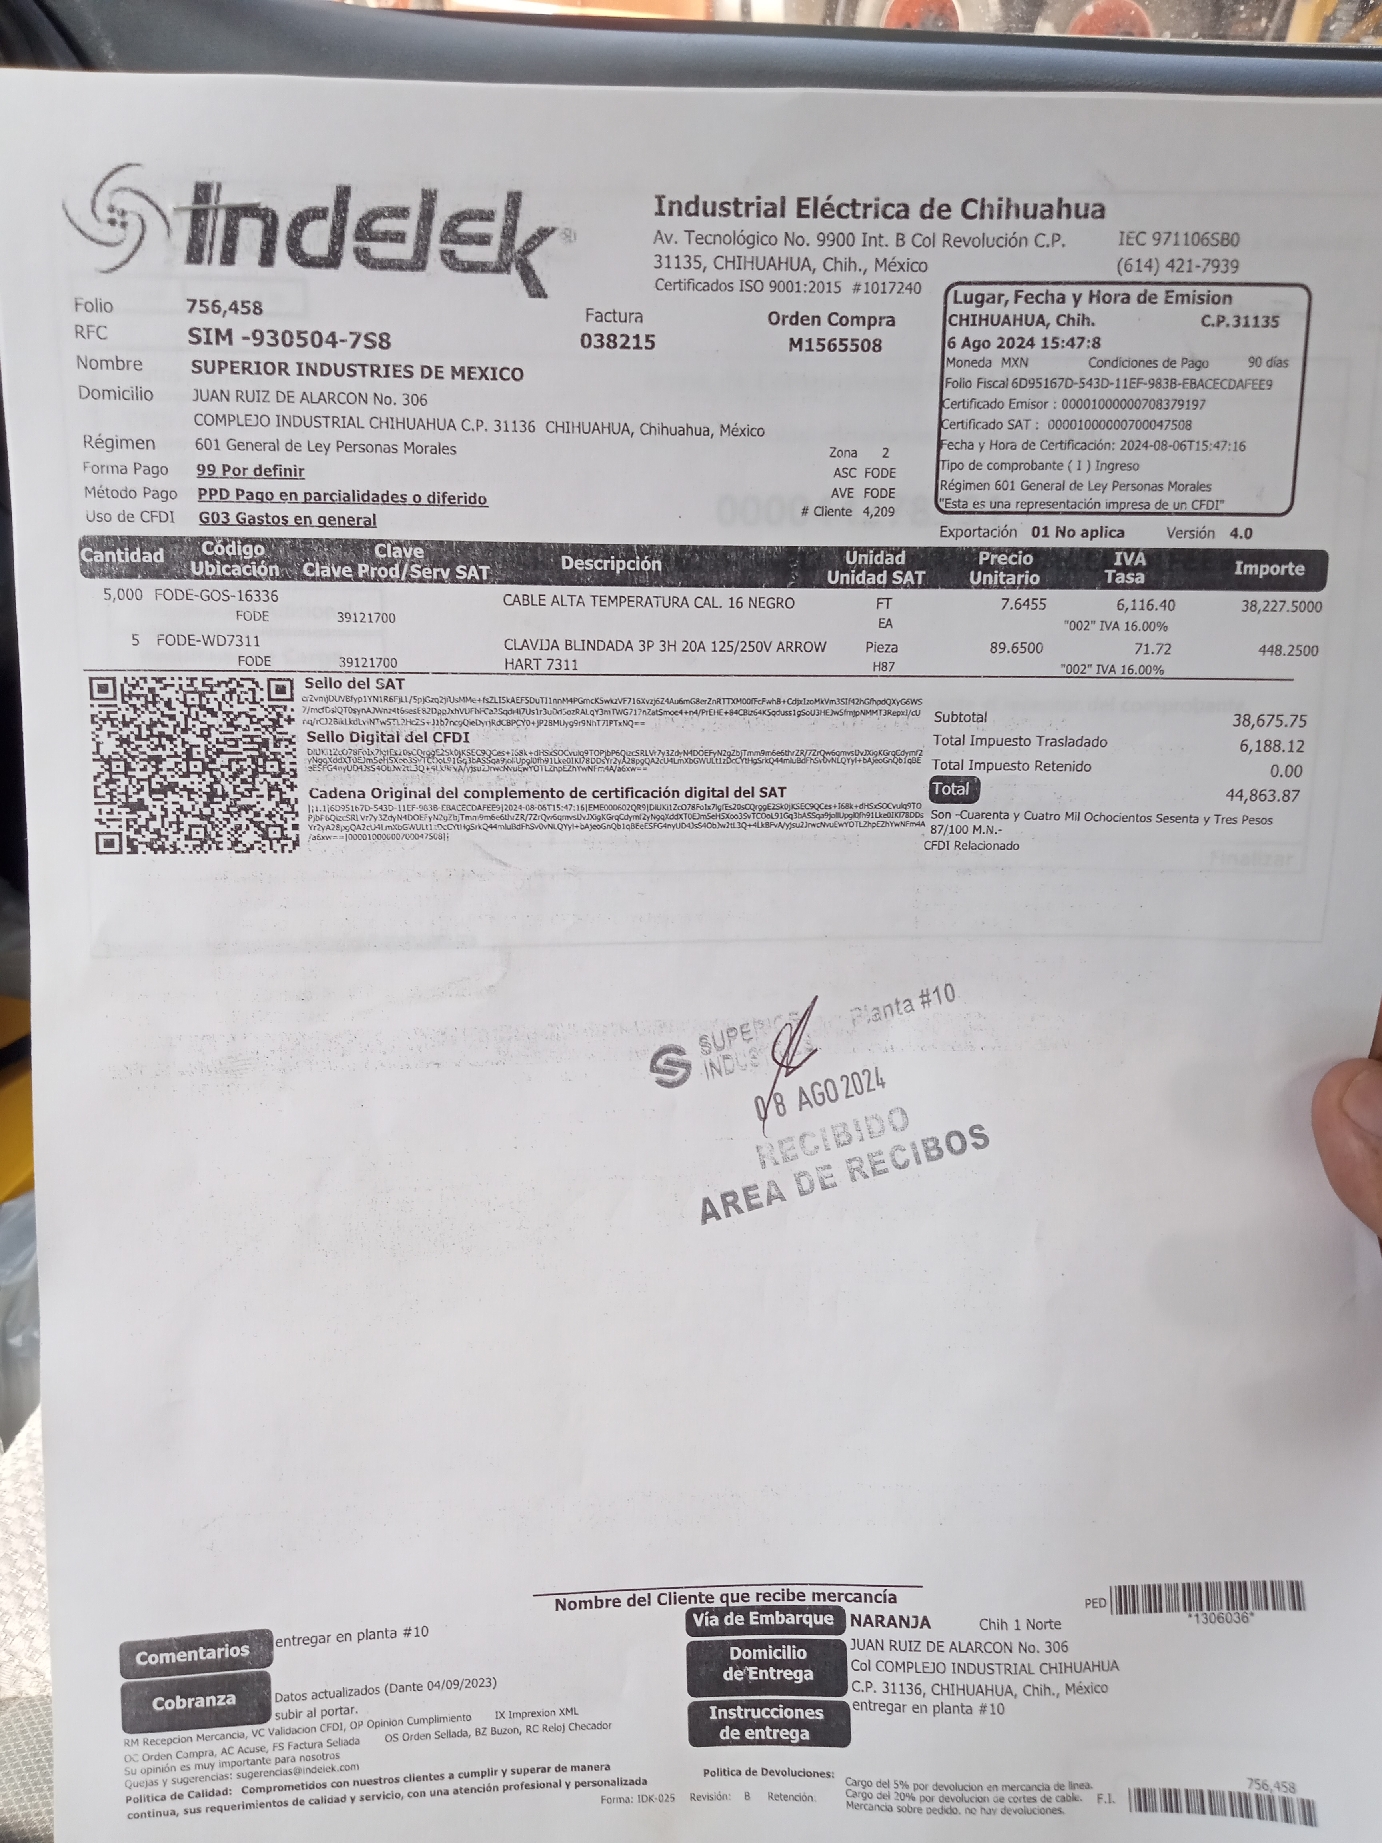 Indelek
Industrial Eléctrica de Chihuahua
Av. Tecnológico No. 9900 Int. B Col Revolución C.P.
31135, CHIHUAHUA, Chih., México
Certificados ISO 9001:2015 #1017240
IEC 971106SB0
(614) 421-7939
Folio 756,458
RFC SIM -930504-7S8
Factura
038215
Orden Compra
M1565508
Nombre SUPERIOR INDUSTRIES DE MEXICO
Domicilio JUAN RUIZ DE ALARCON No. 306
COMPLEJO INDUSTRIAL CHIHUAHUA C.P. 31136 CHIHUAHUA, Chihuahua, México
Régimen 601 General de Ley Personas Morales
Forma Pago 99 Por definir
Método Pago PPD Pago en parcialidades o diferido
Uso de CFDI G03 Gastos en general
Zona 2
ASC FODE
AVE FODE
# Cliente 4,209
Lugar, Fecha y Hora de Emision
CHIHUAHUA, Chih. C.P.31135
6 Ago 2024 15:47:8
Moneda MXN Condiciones de Pago 90 días
Folio Fiscal 6D95167D-543D-11EF-983B-EBACECDAFEE9
Certificado Emisor : 00001000000708379197
Certificado SAT : 00001000000700047508
Fecha y Hora de Certificación: 2024-08-06T15:47:16
Tipo de comprobante ( I ) Ingreso
Régimen 601 General de Ley Personas Morales
"Esta es una representación impresa de un CFDI"
Exportación 01 No aplica Versión 4.0
Cantidad Código Ubicación Clave Clave Prod/Serv SAT Descripción Unidad Unidad SAT Precio Unitario IVA Tasa Importe
5,000 FODE-GOS-16336 CABLE ALTA TEMPERATURA CAL. 16 NEGRO FT 7.6455 6,116.40 38,227.5000
FODE 39121700 EA "002" IVA 16.00%
5 FODE-WD7311 CLAVIJA BLINDADA 3P 3H 20A 125/250V ARROW Pieza 89.6500 71.72 448.2500
FODE 39121700 HART 7311 H87 "002" IVA 16.00%
Sello del SAT
Sello Digital del CFDI
Cadena Original del complemento de certificación digital del SAT
Subtotal 38,675.75
Total Impuesto Trasladado 6,188.12
Total Impuesto Retenido 0.00
Total 44,863.87
Son -Cuarenta y Cuatro Mil Ochocientos Sesenta y Tres Pesos
87/100 M.N.-
CFDI Relacionado
Planta #10
08 AGO 2024
RECIBIDO
AREA DE RECIBOS
Nombre del Cliente que recibe mercancía
PED
*1306036*
Vía de Embarque NARANJA Chih 1 Norte
Domicilio de Entrega
JUAN RUIZ DE ALARCON No. 306
Col COMPLEJO INDUSTRIAL CHIHUAHUA
C.P. 31136, CHIHUAHUA, Chih., México
Instrucciones de entrega
entregar en planta #10
Comentarios entregar en planta #10
Cobranza Datos actualizados (Dante 04/09/2023)
subir al portar.
RM Recepcion Mercancia, VC Validacion CFDI, OP Opinion Cumplimiento IX Imprexion XML
OC Orden Compra, AC Acuse, FS Factura Sellada OS Orden Sellada, BZ Buzon, RC Reloj Checador
Su opinión es muy importante para nosotros
Quejas y sugerencias: sugerencias@indelek.com
Politica de Calidad: Comprometidos con nuestros clientes a cumplir y superar de manera
continua, sus requerimientos de calidad y servicio, con una atención profesional y personalizada
Forma: IDK-025 Revisión: B Retención:
Politica de Devoluciones:
Cargo del 5% por devolucion en mercancia de linea.
Cargo del 20% por devolucion de cortes de cable.
Mercancia sobre pedido, no hay devoluciones.
F.I.
756,458